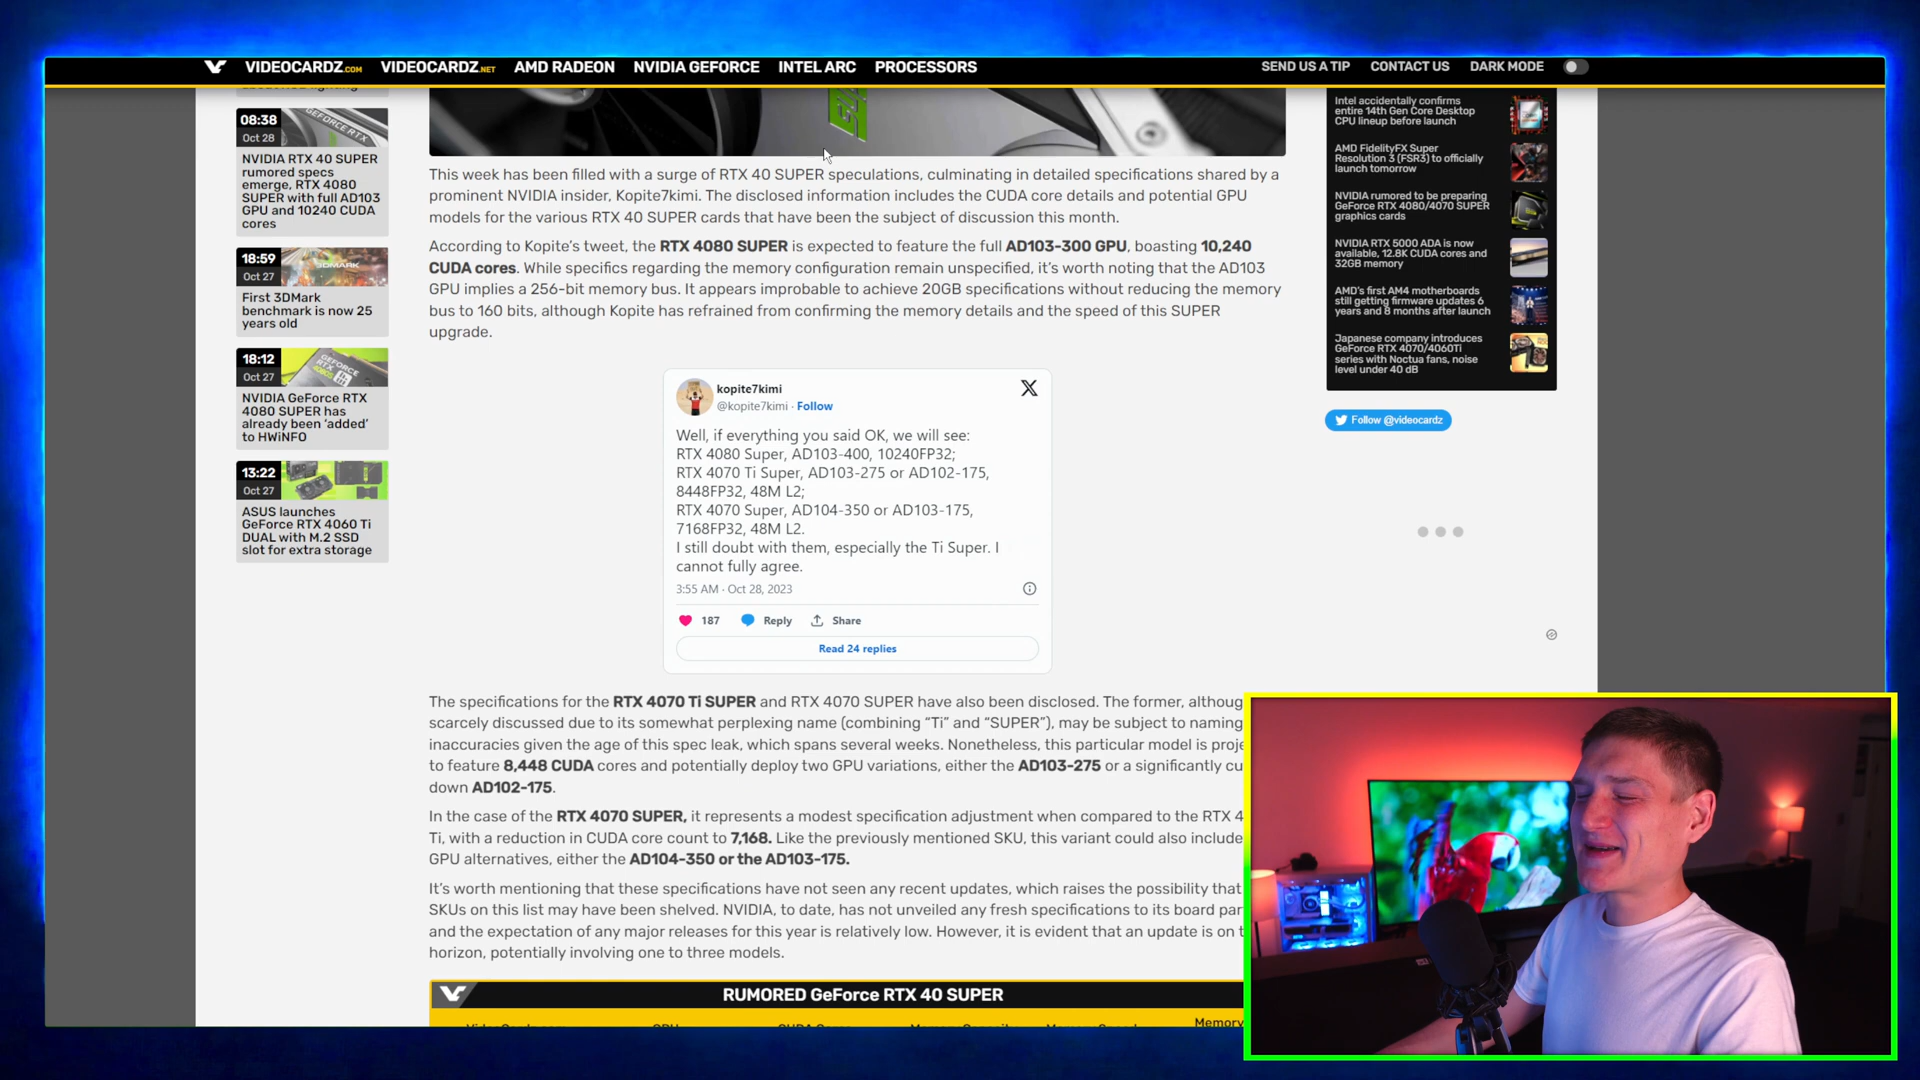 VIDEOCARDZ.COM VIDEOCARDZ.NET AMD RADEON NVIDIA GEFORCE INTEL ARC PROCESSORS SEND US A TIP CONTACT US DARK MODE
08:38
Oct 28
GEFORCE RTX
NVIDIA RTX 40 SUPER
rumored specs
emerge, RTX 4080
SUPER with full AD103
GPU and 10240 CUDA
cores
18:59
Oct 27
3DMARK
First 3DMark
benchmark is now 25
years old
18:12
Oct 27
GEFORCE
RTX
NVIDIA GeForce RTX
4080 SUPER has
already been 'added'
to HWiNFO
13:22
Oct 27
ASUS launches
GeForce RTX 4060 Ti
DUAL with M.2 SSD
slot for extra storage
This week has been filled with a surge of RTX 40 SUPER speculations, culminating in detailed specifications shared by a
prominent NVIDIA insider, Kopite7kimi. The disclosed information includes the CUDA core details and potential GPU
models for the various RTX 40 SUPER cards that have been the subject of discussion this month.
According to Kopite's tweet, the RTX 4080 SUPER is expected to feature the full AD103-300 GPU, boasting 10,240
CUDA cores. While specifics regarding the memory configuration remain unspecified, it's worth noting that the AD103
GPU implies a 256-bit memory bus. It appears improbable to achieve 20GB specifications without reducing the memory
bus to 160 bits, although Kopite has refrained from confirming the memory details and the speed of this SUPER
upgrade.
kopite7kimi
@kopite7kimi · Follow
Well, if everything you said OK, we will see:
RTX 4080 Super, AD103-400, 10240FP32;
RTX 4070 Ti Super, AD103-275 or AD102-175,
8448FP32, 48M L2;
RTX 4070 Super, AD104-350 or AD103-175,
7168FP32, 48M L2.
I still doubt with them, especially the Ti Super. I
cannot fully agree.
3:55 AM · Oct 28, 2023
187 Reply Share
Read 24 replies
The specifications for the RTX 4070 Ti SUPER and RTX 4070 SUPER have also been disclosed. The former, althoug
scarcely discussed due to its somewhat perplexing name (combining "Ti" and "SUPER"), may be subject to naming
inaccuracies given the age of this spec leak, which spans several weeks. Nonetheless, this particular model is proje
to feature 8,448 CUDA cores and potentially deploy two GPU variations, either the AD103-275 or a significantly cu
down AD102-175.
In the case of the RTX 4070 SUPER, it represents a modest specification adjustment when compared to the RTX 4
Ti, with a reduction in CUDA core count to 7,168. Like the previously mentioned SKU, this variant could also include
GPU alternatives, either the AD104-350 or the AD103-175.
It's worth mentioning that these specifications have not seen any recent updates, which raises the possibility that
SKUs on this list may have been shelved. NVIDIA, to date, has not unveiled any fresh specifications to its board par
and the expectation of any major releases for this year is relatively low. However, it is evident that an update is on t
horizon, potentially involving one to three models.
RUMORED GeForce RTX 40 SUPER
Memory
Intel accidentally confirms
entire 14th Gen Core Desktop
CPU lineup before launch
AMD FidelityFX Super
Resolution 3 (FSR3) to officially
launch tomorrow
NVIDIA rumored to be preparing
GeForce RTX 4080/4070 SUPER
graphics cards
NVIDIA RTX 5000 ADA is now
available, 12.8K CUDA cores and
32GB memory
AMD's first AM4 motherboards
still getting firmware updates 6
years and 8 months after launch
Japanese company introduces
GeForce RTX 4070/4060Ti
series with Noctua fans, noise
level under 40 dB
Follow @videocardz